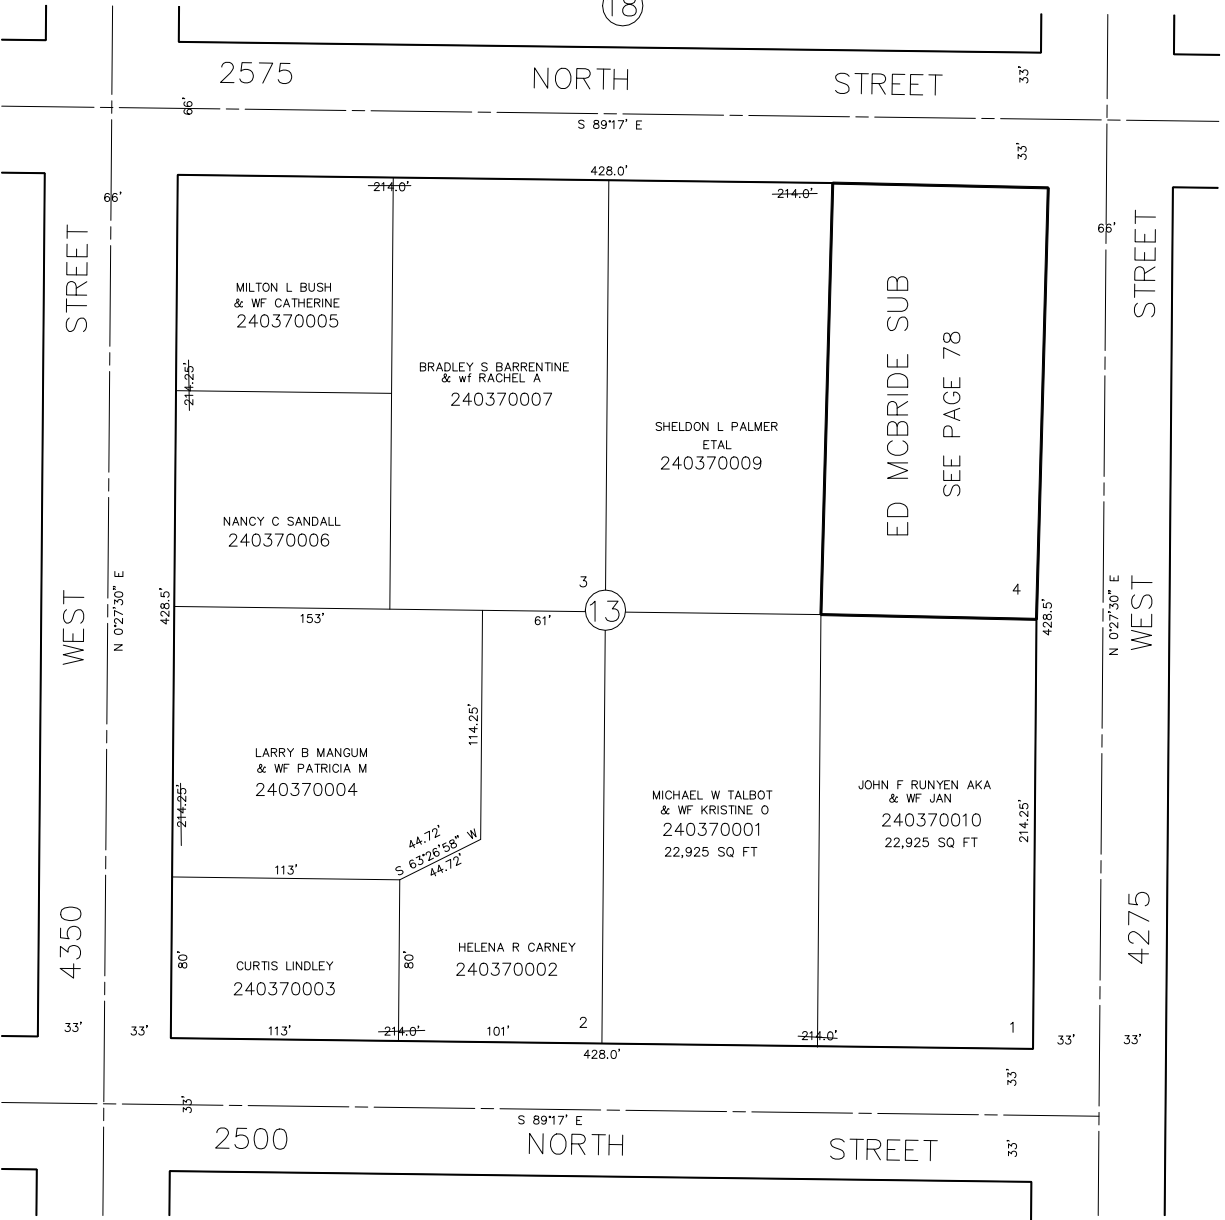 18
2575 NORTH STREET
33'
66'
S 89°17' E
33'
428.0'
214.0'
214.0'
66'
66'
STREET
STREET
MILTON L BUSH
& WF CATHERINE
240370005
214.25'
BRADLEY S BARRENTINE
& wf RACHEL A
240370007
SHELDON L PALMER
ETAL
240370009
ED MCBRIDE SUB
SEE PAGE 78
NANCY C SANDALL
240370006
3
4
13
WEST
N 0°27'30" E
428.5'
153'
61'
428.5'
N 0°27'30" E
WEST
114.25'
LARRY B MANGUM
& WF PATRICIA M
240370004
214.25'
MICHAEL W TALBOT
& WF KRISTINE O
240370001
22,925 SQ FT
JOHN F RUNYEN AKA
& WF JAN
240370010
22,925 SQ FT
214.25'
44.72'
S 63°26'58" W
44.72'
113'
4350
4275
80'
80'
CURTIS LINDLEY
240370003
HELENA R CARNEY
240370002
33'
33'
113'
214.0'
101'
2
214.0'
1
33'
33'
428.0'
33'
33'
S 89°17' E
2500 NORTH STREET
33'